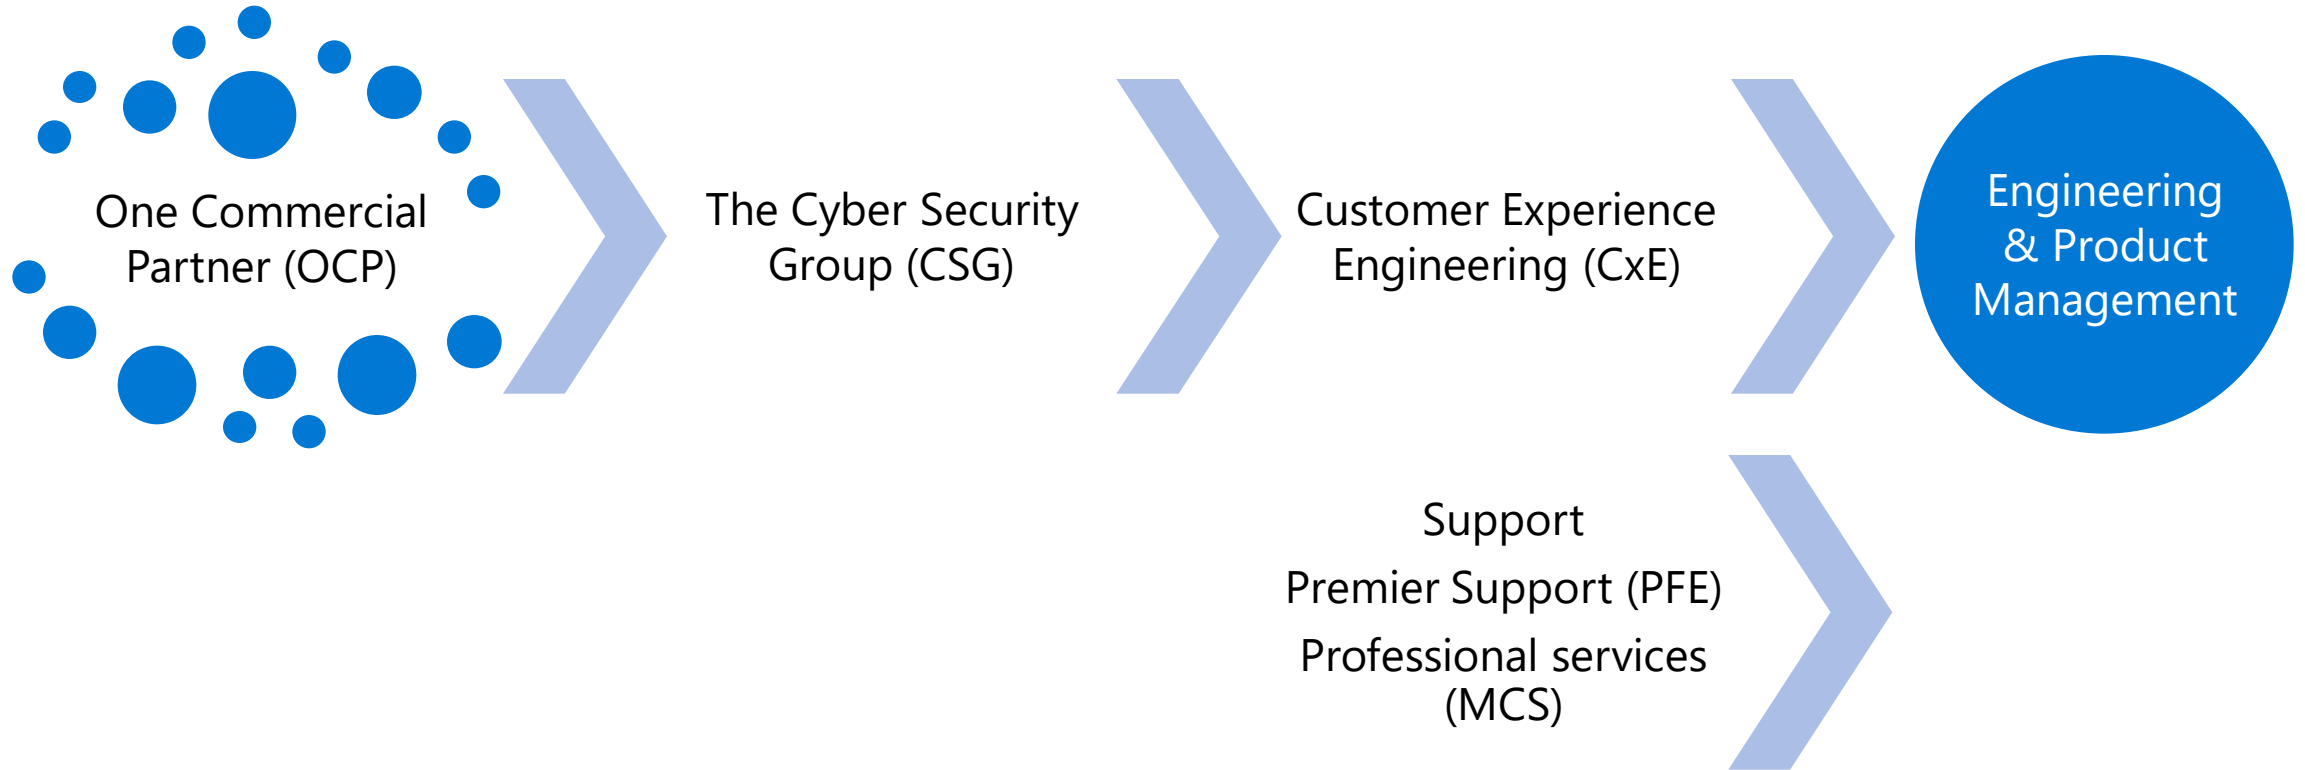 One Commercial
Partner (OCP)
The Cyber Security
Group (CSG)
Customer Experience
Engineering (CxE)
Engineering
& Product
Management
Support
Premier Support (PFE)
Professional services
(MCS)